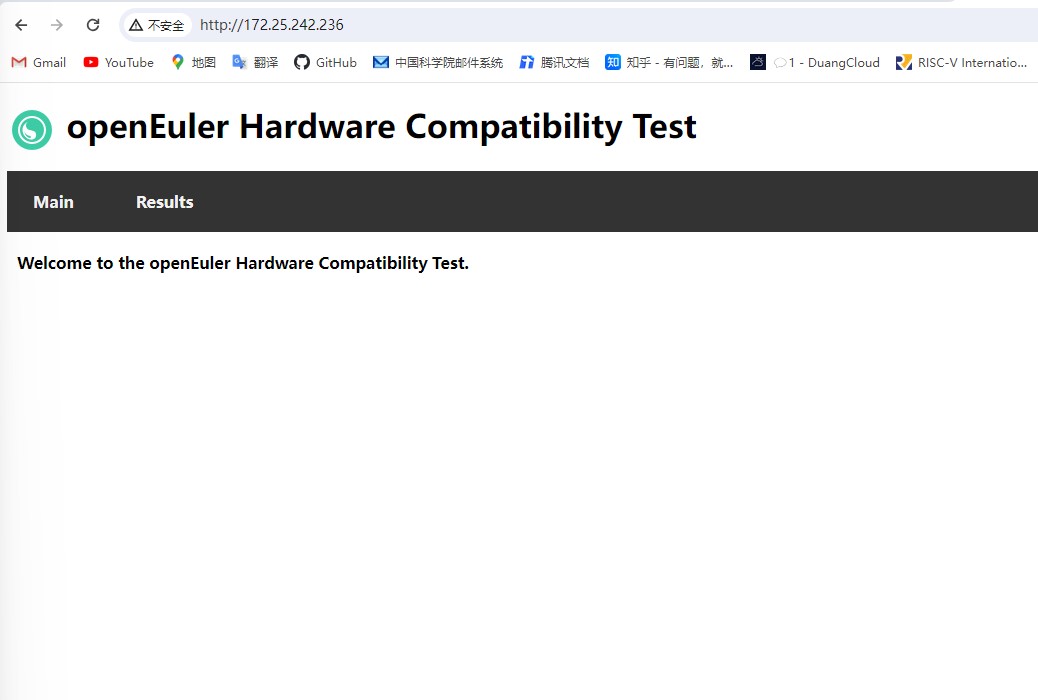 不安全 http://172.25.242.236
Gmail YouTube 地图 翻译 GitHub 中国科学院邮件系统 腾讯文档 知 知乎 - 有问题，就... 1 - DuangCloud RISC-V Internatio...
openEuler Hardware Compatibility Test
Main Results
Welcome to the openEuler Hardware Compatibility Test.